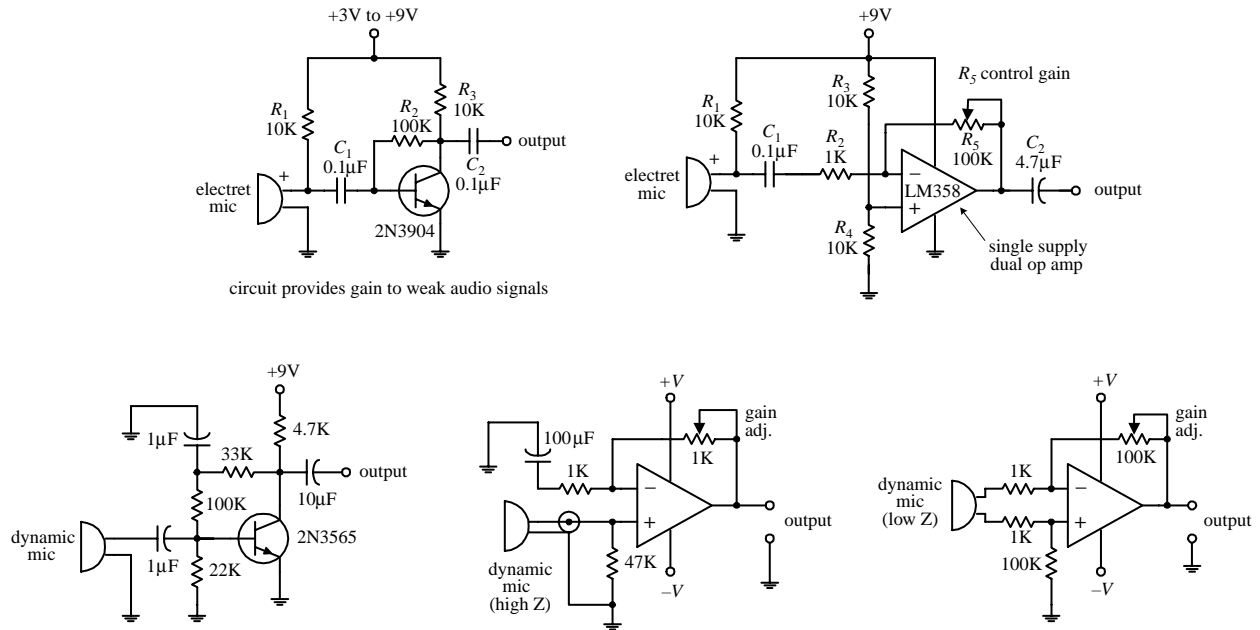 +3V to +9V
R1
10K
R2
100K
R3
10K
C1
0.1µF
C2
0.1µF
output
+
electret
mic
2N3904
circuit provides gain to weak audio signals
+9V
R5 control gain
R1
10K
R3
10K
C1
0.1µF
R2
1K
R5
100K
C2
4.7µF
+
electret
mic
−
LM358
+
output
R4
10K
single supply
dual op amp
+9V
1µF
4.7K
33K
output
10µF
100K
dynamic
mic
1µF
2N3565
22K
+V
gain
adj.
100µF
1K
1K
−
+
output
47K
dynamic
mic
(high Z)
−V
+V
gain
adj.
100K
1K
dynamic
mic
(low Z)
−
+
1K
output
100K
−V